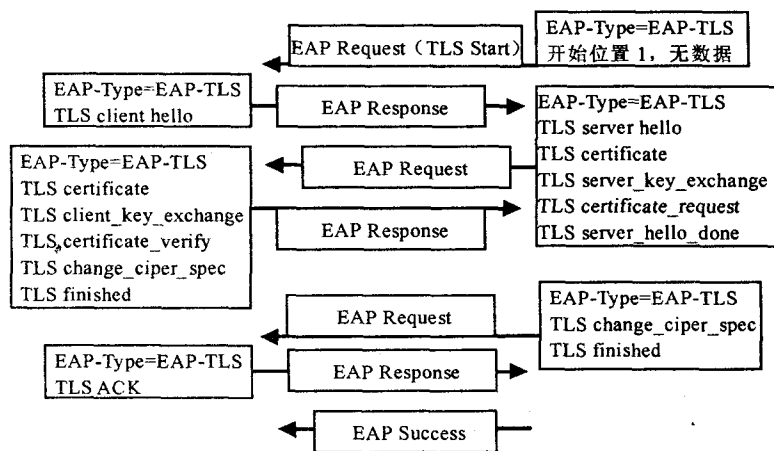 EAP Request（TLS Start）
EAP-Type=EAP-TLS
开始位置 1，无数据
EAP-Type=EAP-TLS
TLS client hello
EAP Response
EAP-Type=EAP-TLS
TLS server hello
TLS certificate
TLS server_key_exchange
TLS certificate_request
TLS server_hello_done
EAP Request
EAP-Type=EAP-TLS
TLS certificate
TLS client_key_exchange
TLS certificate_verify
TLS change_ciper_spec
TLS finished
EAP Response
EAP-Type=EAP-TLS
TLS change_ciper_spec
TLS finished
EAP Request
EAP-Type=EAP-TLS
TLS ACK
EAP Response
EAP Success